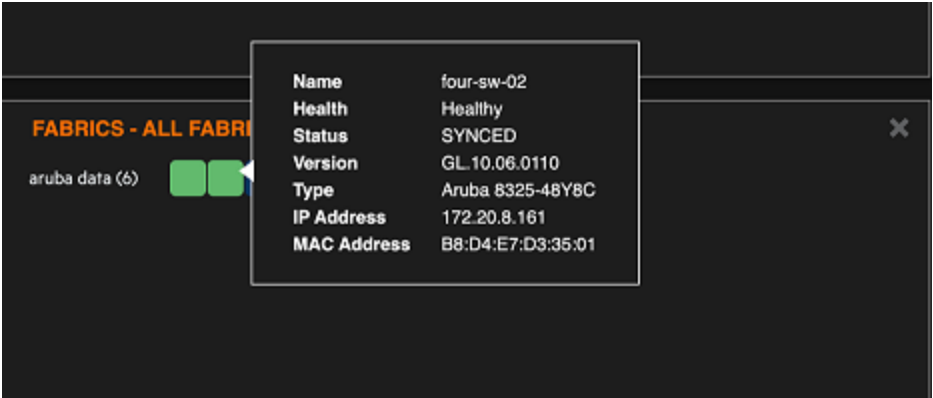 Name four-sw-02
Health Healthy
Status SYNCED
FABRICS - ALL FABRI
Version GL.10.06.0110
aruba data (6)
Type Aruba 8325-48Y8C
IP Address 172.20.8.161
MAC Address B8:D4:E7:D3:35:01